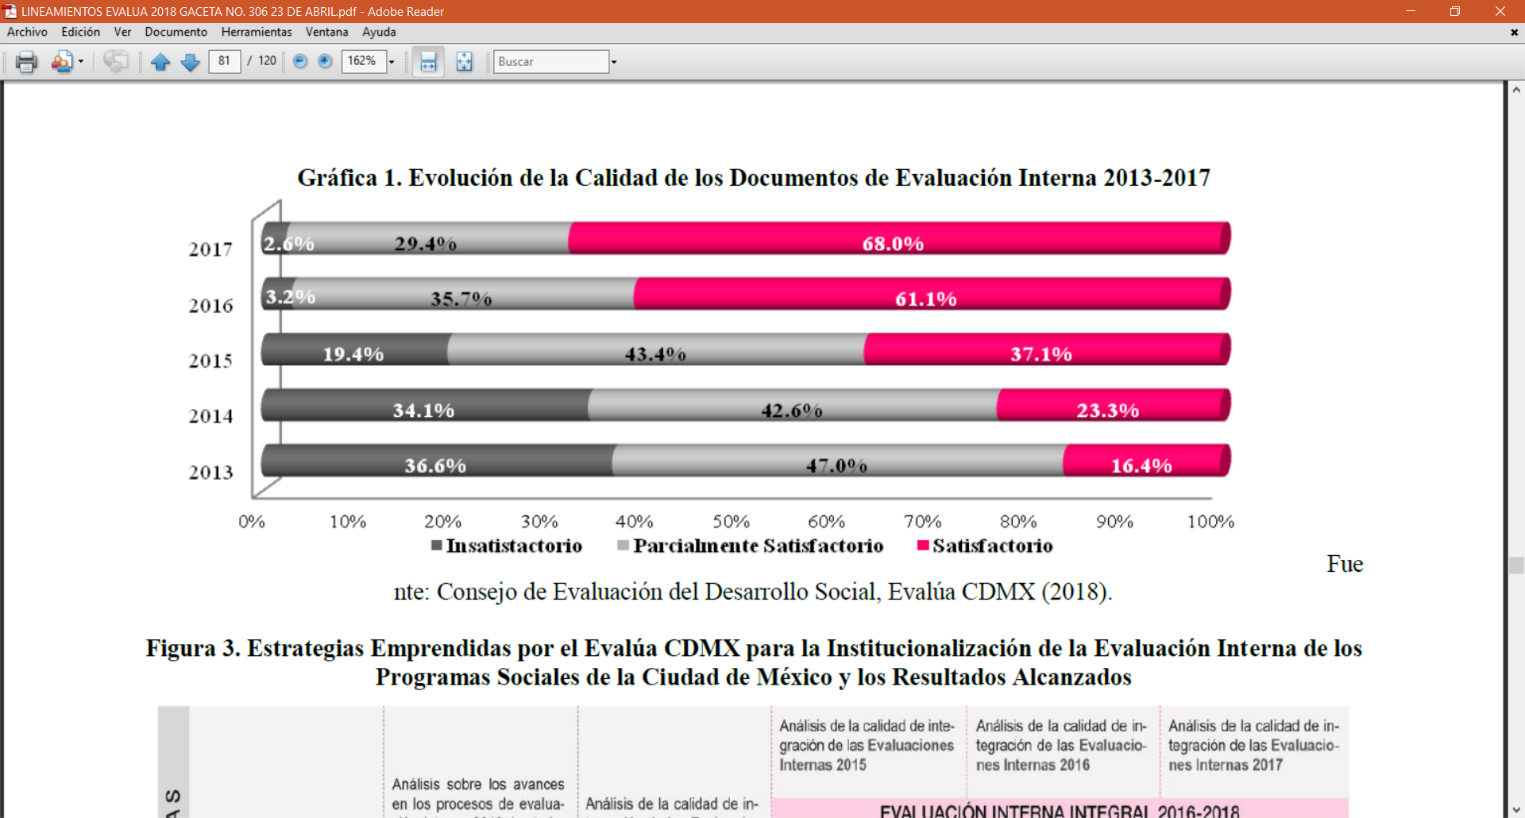 LINEAMIENTOS EVALUA 2018 GACETA NO. 306 23 DE ABRIL.pdf - Adobe Reader
Archivo Edición Ver Documento Herramientas Ventana Ayuda
81 / 120 162% Buscar
Gráfica 1. Evolución de la Calidad de los Documentos de Evaluación Interna 2013-2017
2017 2.6% 29.4% 68.0%
2016 3.2% 35.7% 61.1%
2015 19.4% 43.4% 37.1%
2014 34.1% 42.6% 23.3%
2013 36.6% 47.0% 16.4%
0% 10% 20% 30% 40% 50% 60% 70% 80% 90% 100%
Insatistactorio Parcialmente Satisfactorio Satisfactorio
Fue
nte: Consejo de Evaluación del Desarrollo Social, Evalúa CDMX (2018).
Figura 3. Estrategias Emprendidas por el Evalúa CDMX para la Institucionalización de la Evaluación Interna de los
Programas Sociales de la Ciudad de México y los Resultados Alcanzados
Análisis sobre los avances
en los procesos de evalua-
Análisis de la calidad de in-
Análisis de la calidad de inte-
gración de las Evaluaciones
Internas 2015
Análisis de la calidad de in-
tegración de las Evaluacio-
nes Internas 2016
Análisis de la calidad de in-
tegración de las Evaluacio-
nes Internas 2017
EVALUACIÓN INTERNA INTEGRAL 2016-2018
A S